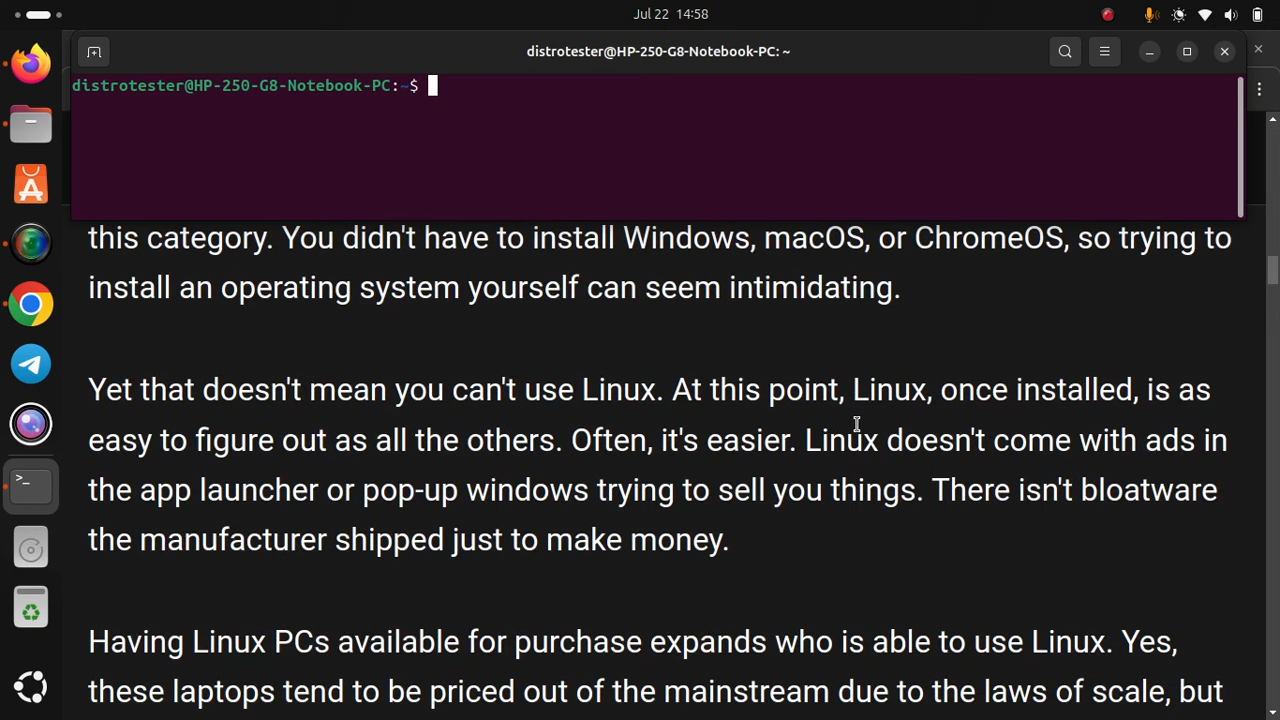 Jul 22 14:58
distrotester@HP-250-G8-Notebook-PC: ~
distrotester@HP-250-G8-Notebook-PC:~$
this category. You didn't have to install Windows, macOS, or ChromeOS, so trying to
install an operating system yourself can seem intimidating.
Yet that doesn't mean you can't use Linux. At this point, Linux, once installed, is as
easy to figure out as all the others. Often, it's easier. Linux doesn't come with ads in
the app launcher or pop-up windows trying to sell you things. There isn't bloatware
the manufacturer shipped just to make money.
Having Linux PCs available for purchase expands who is able to use Linux. Yes,
these laptops tend to be priced out of the mainstream due to the laws of scale, but